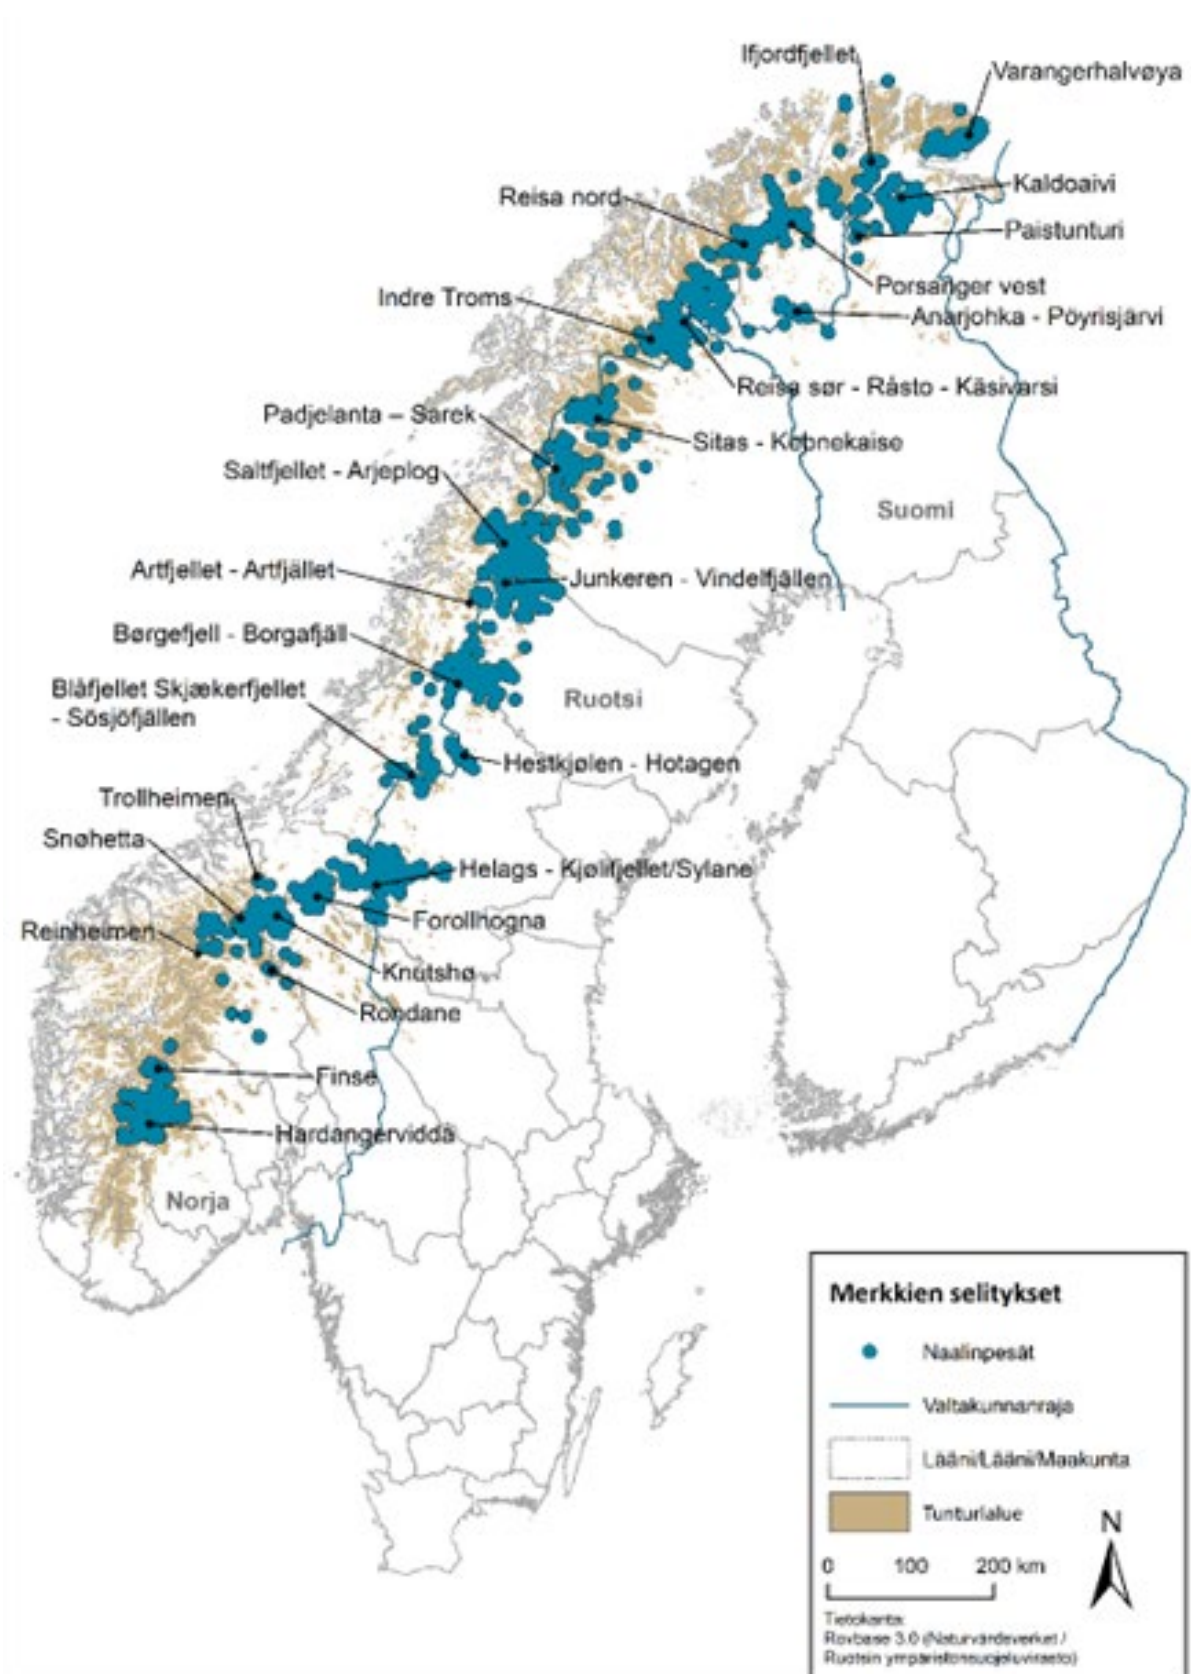 Ifjordfjellet
Varangerhalvøya
Kaldoaivi
Reisa nord
Paistunturi
Porsanger vest
Indre Troms
Anarjohka - Pöyrisjärvi
Reisa sør - Råsto - Käsivarsi
Padjelanta – Sarek
Sitas - Kebnekaise
Saltfjellet - Arjeplog
Suomi
Artfjellet - Artfjället
Junkeren - Vindelfjällen
Børgefjell - Borgafjäll
Blåfjellet Skjækerfjellet
- Sösjöfjällen
Ruotsi
Hestkjølen - Hotagen
Trollheimen
Snøhetta
Helags - Kjølifjellet/Sylane
Forollhogna
Reinheimen
Knutshø
Rondane
Finse
Hardangervidda
Norja
Merkkien selitykset
Naalinpesät
Valtakunnanraja
Lääni/Lääni/Maakunta
Tunturialue
N
0 100 200 km
Tietokanta:
Rovbase 3.0 (Naturvårdsverket /
Ruotsin ympäristönsuojeluvirasto)